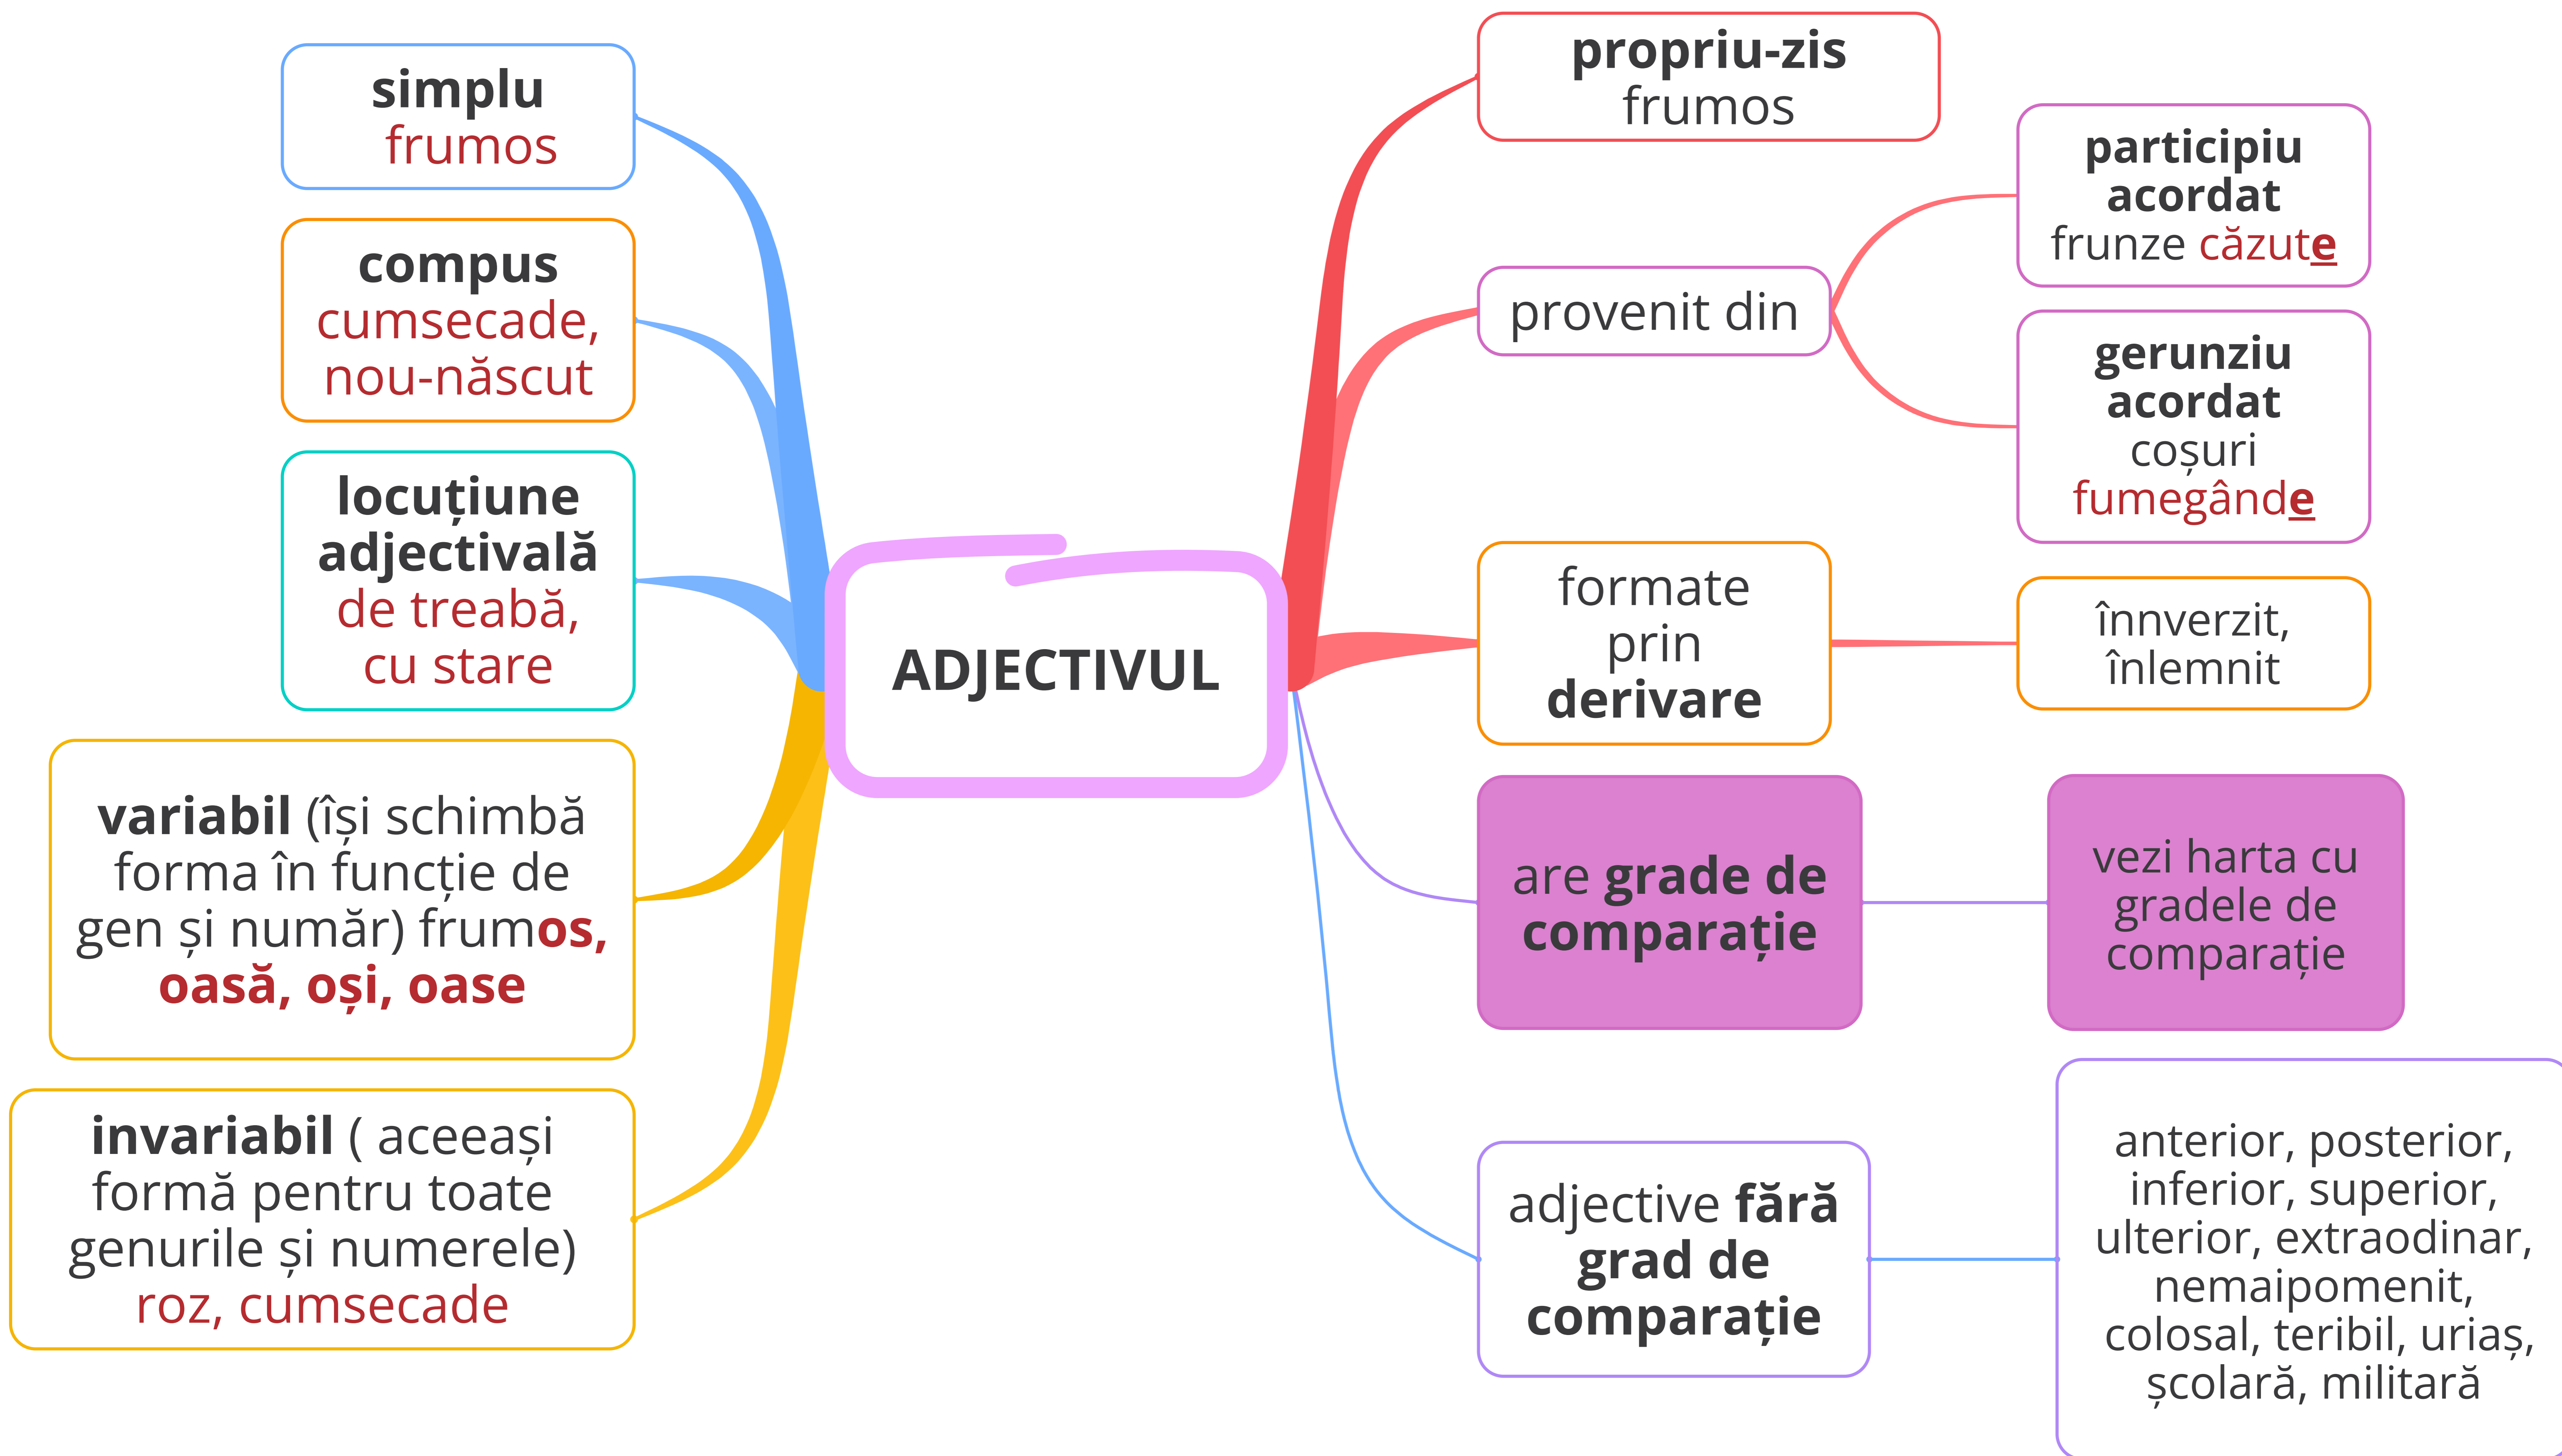 simplu
frumos
compus
cumsecade,
nou-născut
locuțiune
adjectivală
de treabă,
cu stare
variabil (își schimbă
forma în funcție de
gen și număr) frumos,
oasă, oși, oase
invariabil ( aceeași
formă pentru toate
genurile și numerele)
roz, cumsecade
ADJECTIVUL
propriu-zis
frumos
provenit din
participiu
acordat
frunze căzute
gerunziu
acordat
coșuri
fumegânde
formate
prin
derivare
înnverzit,
înlemnit
are grade de
comparație
vezi harta cu
gradele de
comparație
adjective fără
grad de
comparație
anterior, posterior,
inferior, superior,
ulterior, extraodinar,
nemaipomenit,
colosal, teribil, uriaș,
școlară, militară